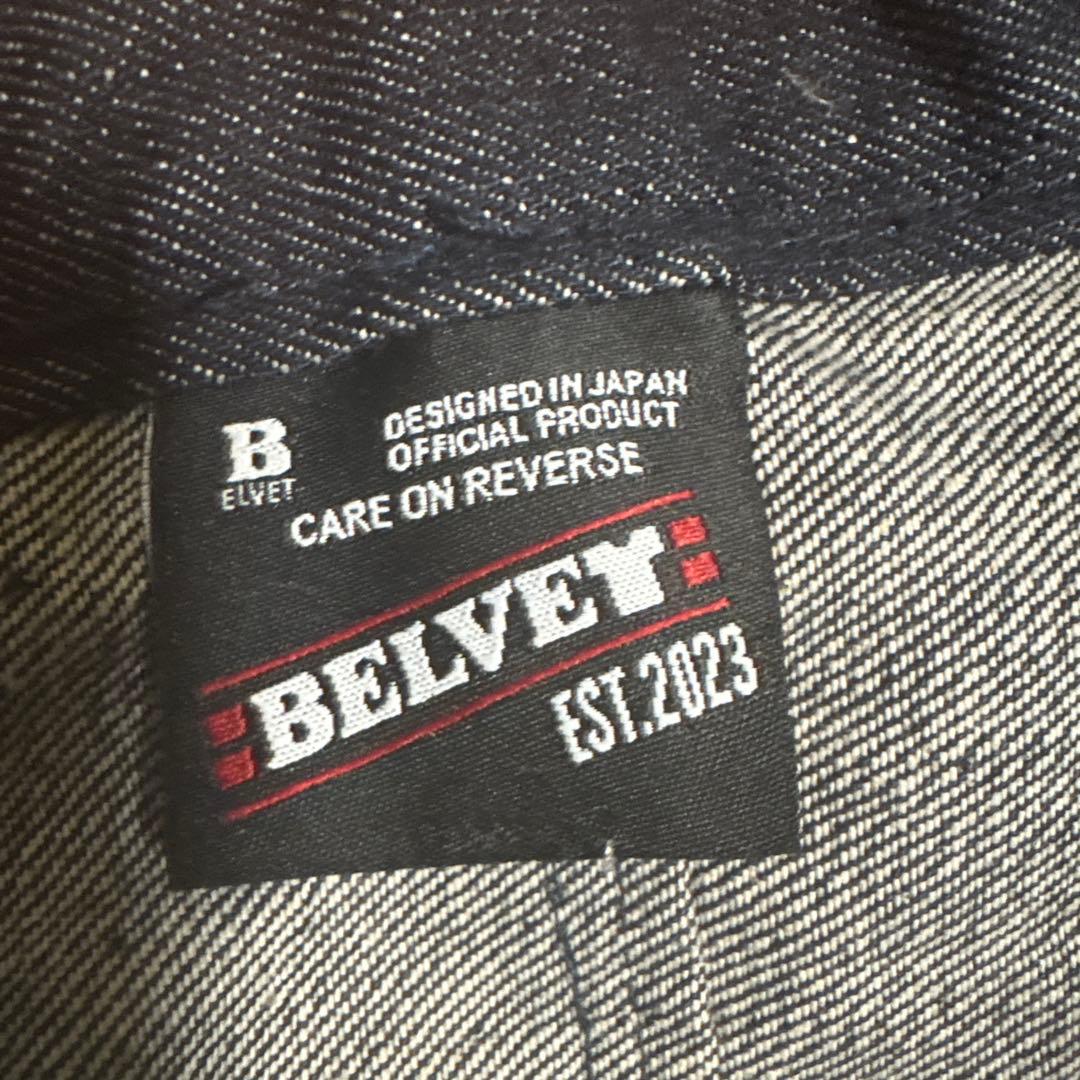 B
ELVET
DESIGNED IN JAPAN
OFFICIAL PRODUCT
CARE ON REVERSE
BELVET
EST.2023